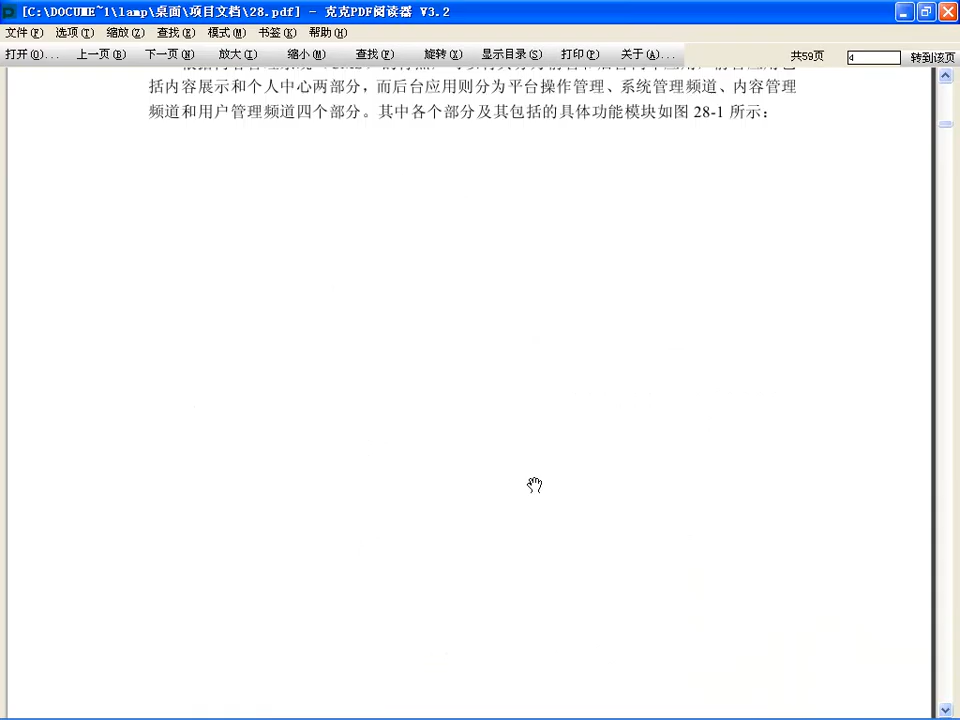 [C:\DOCUME~1\lamp\桌面\项目文档\28.pdf] - 克克PDF阅读器 V3.2
文件(F) 选项(T) 缩放(Z) 查找(E) 模式(M) 书签(K) 帮助(H)
打开(O)... 上一页(B) 下一页(N) 放大(I) 缩小(M) 查找(F) 旋转(X) 显示目录(S) 打印(P) 关于(A)... 共59页 4 转到该页
括内容展示和个人中心两部分，而后台应用则分为平台操作管理、系统管理频道、内容管理
频道和用户管理频道四个部分。其中各个部分及其包括的具体功能模块如图 28-1 所示：